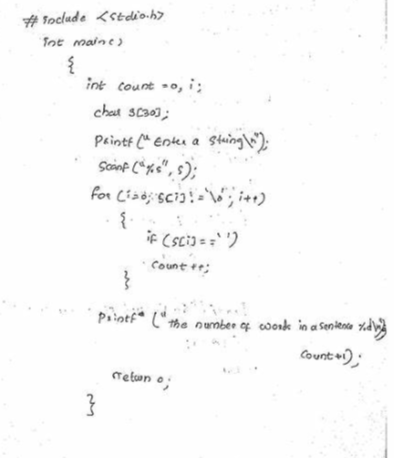 #include <stdio.h>
int main()
{
int count =0, i;
char s[30];
Printf ("Enter a string\n");
scanf ("%s", s);
for (i=0; s[i]!='\0'; i++)
{
if (s[i]==' ')
count ++;
}
printf ("the number of words in a sentence %d\n",
count+1);
return 0;
}